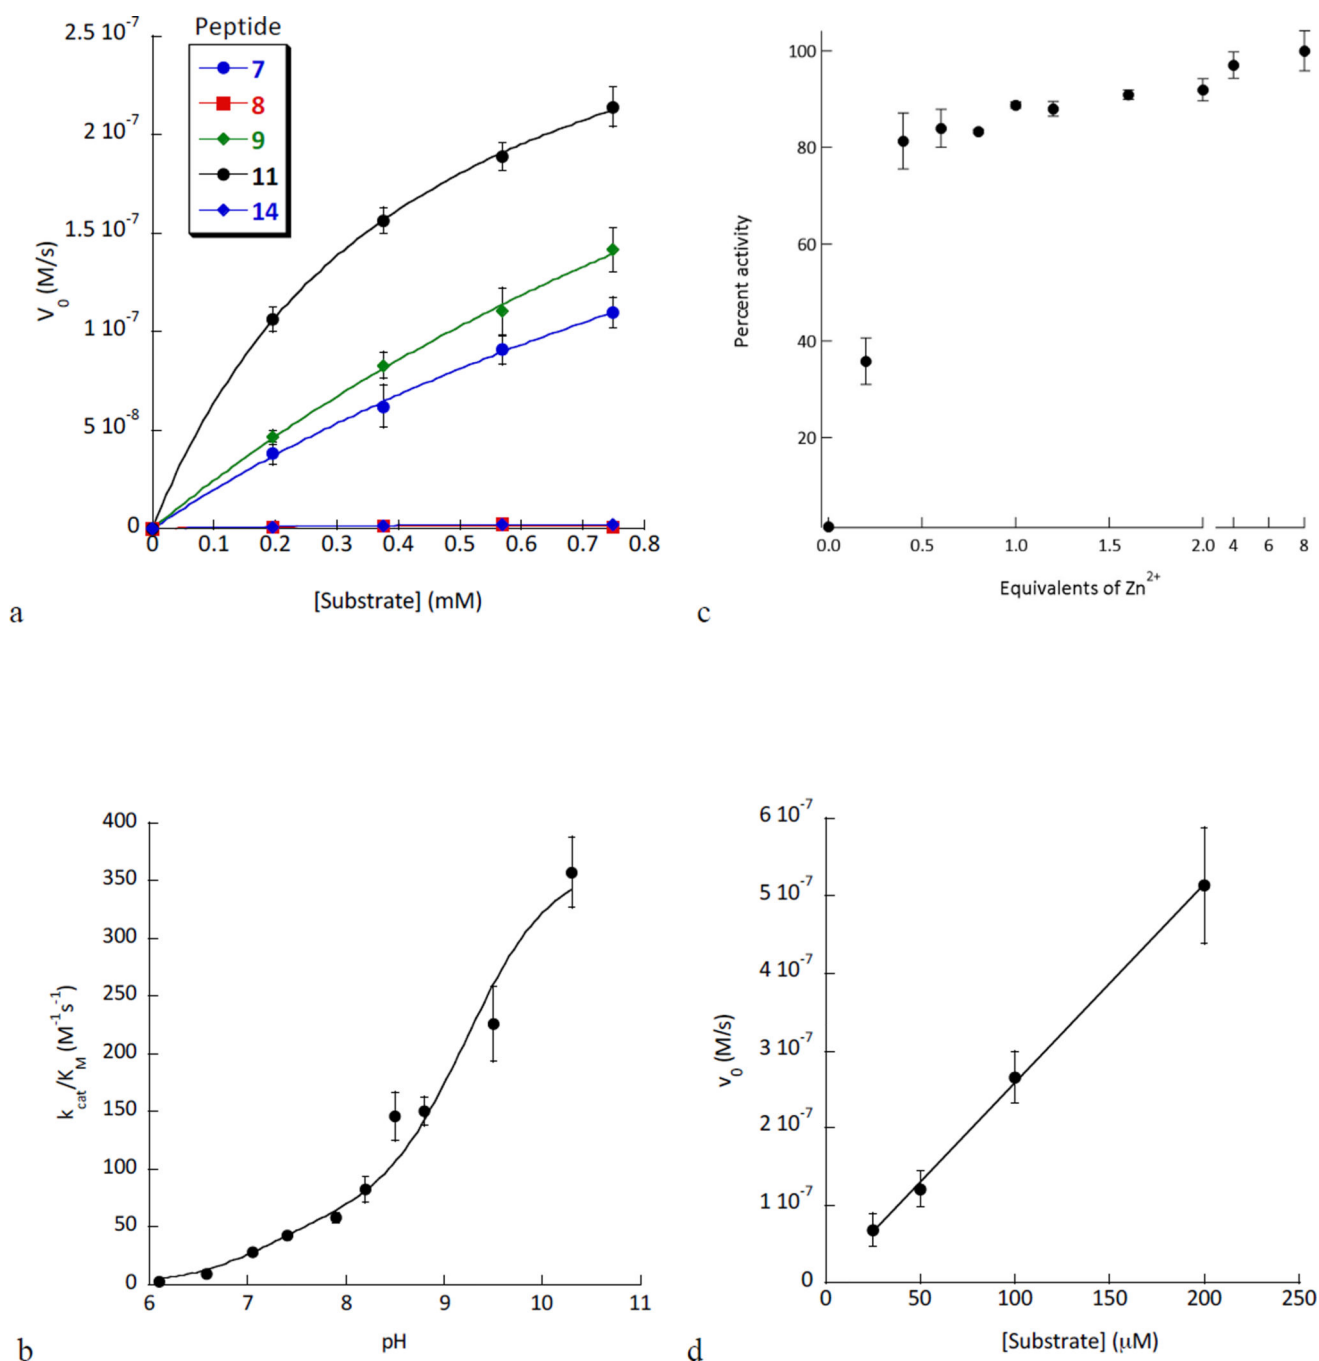 Peptide
7
8
9
11
14
2.5 10⁻⁷
2 10⁻⁷
1.5 10⁻⁷
1 10⁻⁷
5 10⁻⁸
0
V₀ (M/s)
0 0.1 0.2 0.3 0.4 0.5 0.6 0.7 0.8
[Substrate] (mM)
a
100
80
60
40
20
Percent activity
0.0 0.5 1.0 1.5 2.0 4 6 8
Equivalents of Zn²⁺
c
400
350
300
250
200
150
100
50
0
k_cat/K_M (M⁻¹s⁻¹)
6 7 8 9 10 11
pH
b
6 10⁻⁷
5 10⁻⁷
4 10⁻⁷
3 10⁻⁷
2 10⁻⁷
1 10⁻⁷
0
v₀ (M/s)
0 50 100 150 200 250
[Substrate] (μM)
d